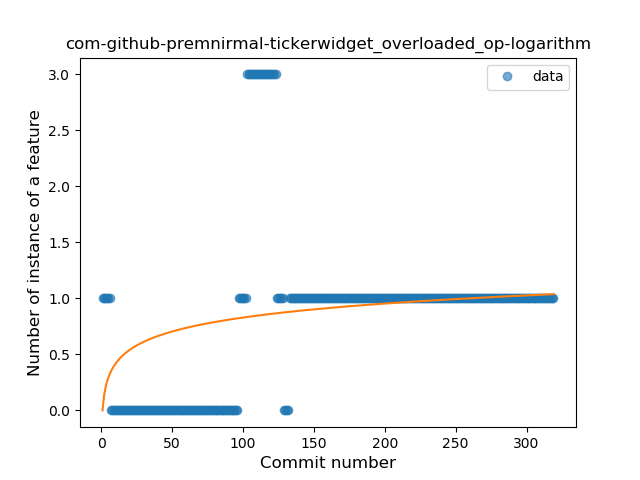 com-github-premnirmal-tickerwidget_overloaded_op-logarithm
data
Number of instance of a feature
3.0
2.5
2.0
1.5
1.0
0.5
0.0
0 50 100 150 200 250 300
Commit number